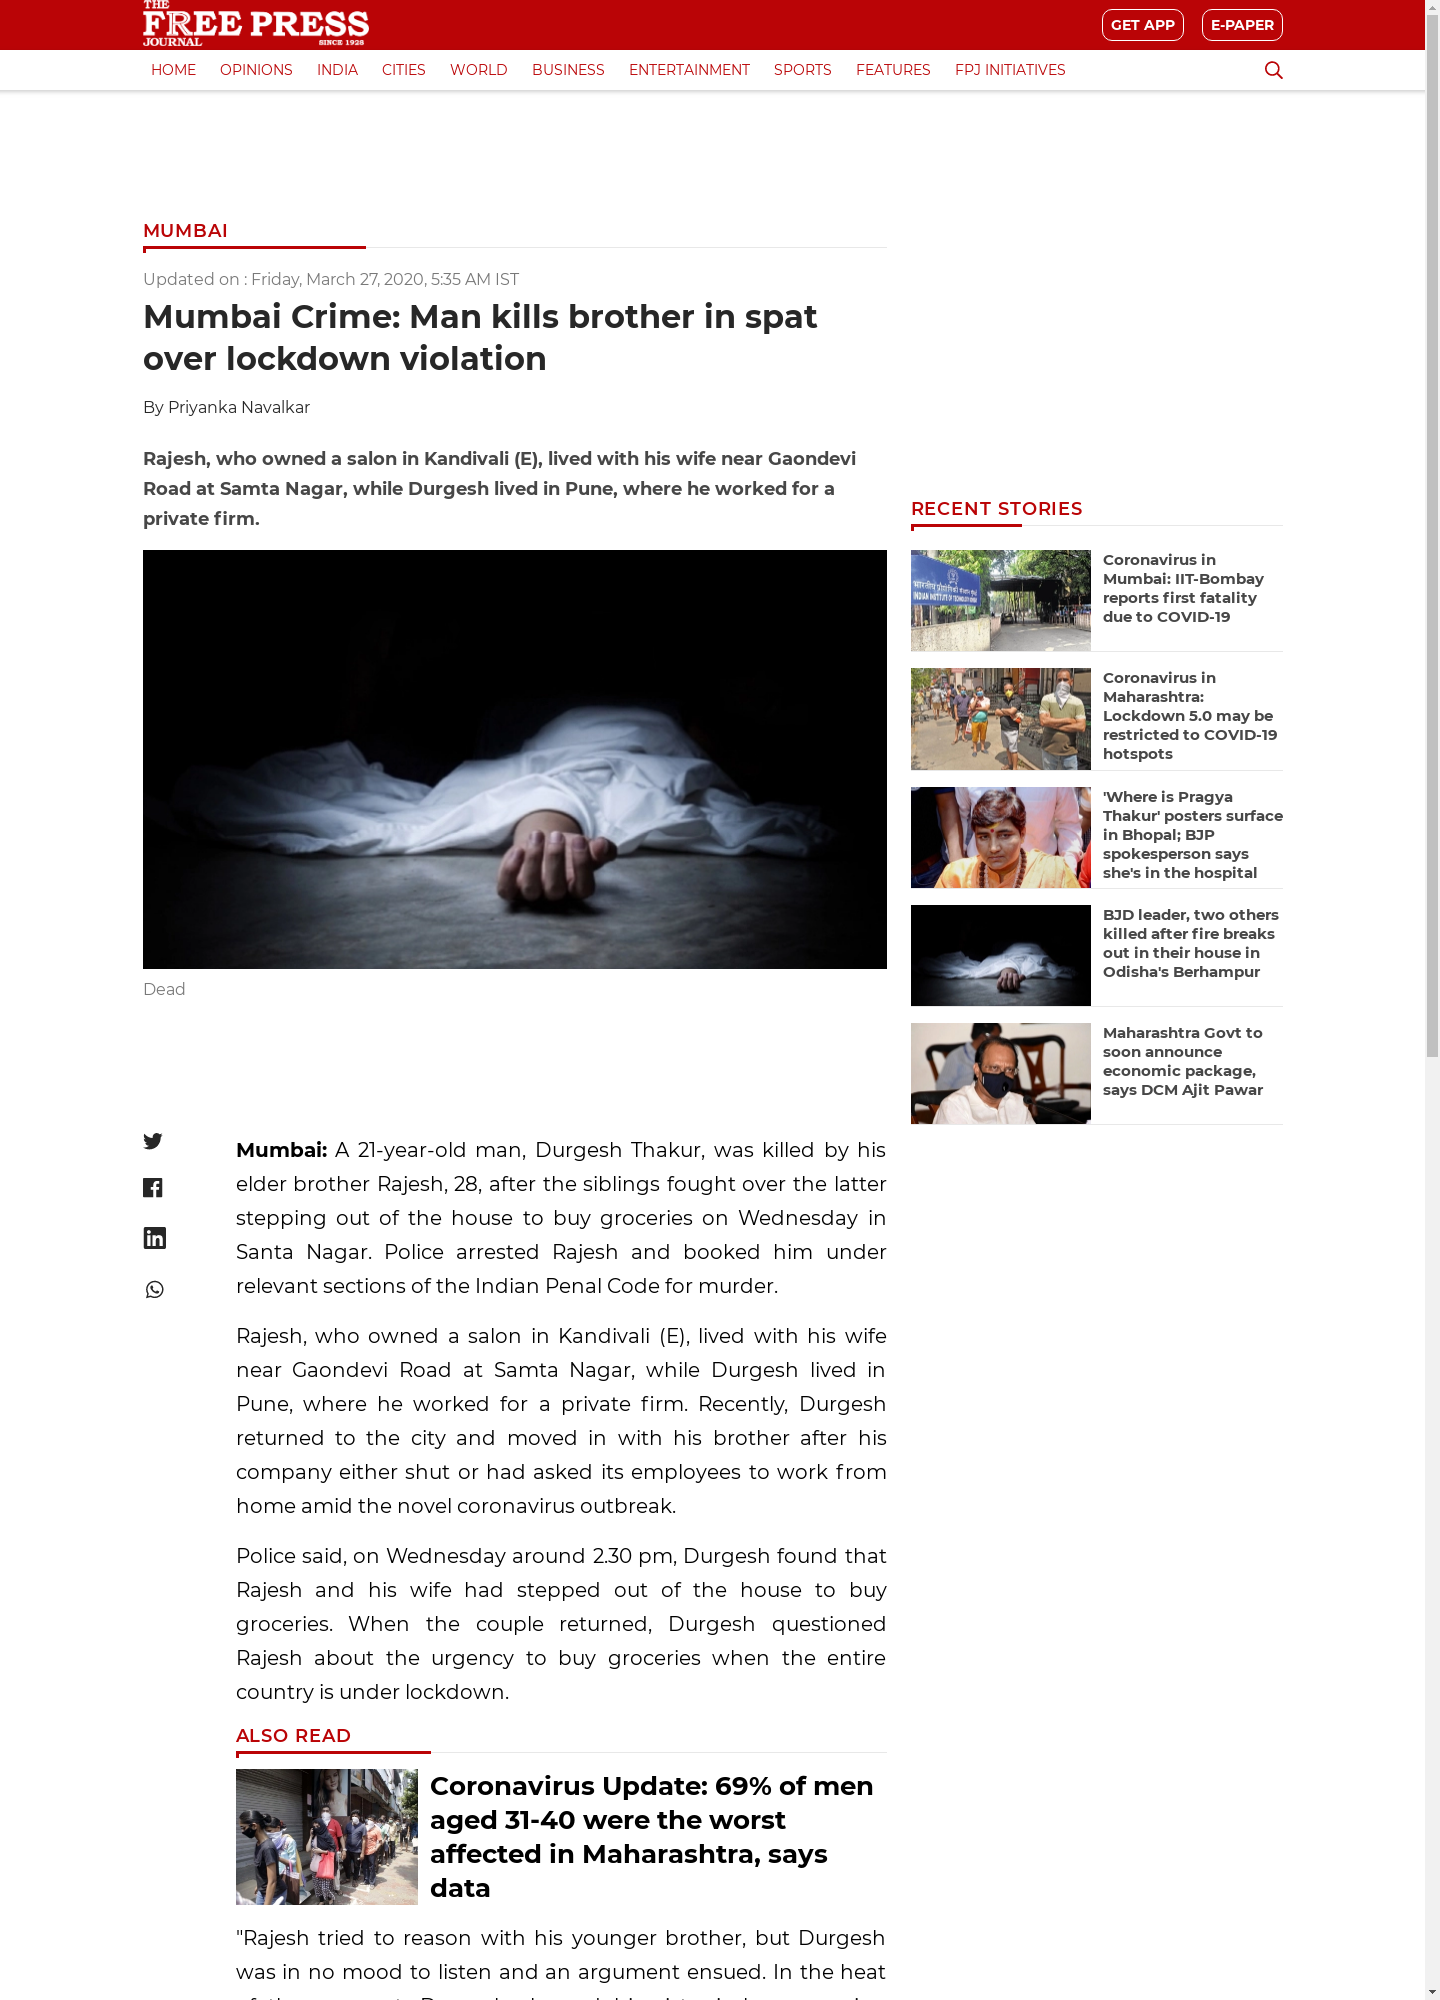 THE
FREE PRESS
JOURNAL SINCE 1928
GET APP E-PAPER
HOME OPINIONS INDIA CITIES WORLD BUSINESS ENTERTAINMENT SPORTS FEATURES FPJ INITIATIVES
MUMBAI
Updated on : Friday, March 27, 2020, 5:35 AM IST
Mumbai Crime: Man kills brother in spat
over lockdown violation
By Priyanka Navalkar
Rajesh, who owned a salon in Kandivali (E), lived with his wife near Gaondevi
Road at Samta Nagar, while Durgesh lived in Pune, where he worked for a
private firm.
Dead
Mumbai: A 21-year-old man, Durgesh Thakur, was killed by his
elder brother Rajesh, 28, after the siblings fought over the latter
stepping out of the house to buy groceries on Wednesday in
Santa Nagar. Police arrested Rajesh and booked him under
relevant sections of the Indian Penal Code for murder.
Rajesh, who owned a salon in Kandivali (E), lived with his wife
near Gaondevi Road at Samta Nagar, while Durgesh lived in
Pune, where he worked for a private firm. Recently, Durgesh
returned to the city and moved in with his brother after his
company either shut or had asked its employees to work from
home amid the novel coronavirus outbreak.
Police said, on Wednesday around 2.30 pm, Durgesh found that
Rajesh and his wife had stepped out of the house to buy
groceries. When the couple returned, Durgesh questioned
Rajesh about the urgency to buy groceries when the entire
country is under lockdown.
ALSO READ
Coronavirus Update: 69% of men
aged 31-40 were the worst
affected in Maharashtra, says
data
"Rajesh tried to reason with his younger brother, but Durgesh
was in no mood to listen and an argument ensued. In the heat
RECENT STORIES
भारतीय प्रौद्योगिकी संस्थान मुंबई
INDIAN INSTITUTE OF TECHNOLOGY BOMBAY
Coronavirus in
Mumbai: IIT-Bombay
reports first fatality
due to COVID-19
Coronavirus in
Maharashtra:
Lockdown 5.0 may be
restricted to COVID-19
hotspots
'Where is Pragya
Thakur' posters surface
in Bhopal; BJP
spokesperson says
she's in the hospital
BJD leader, two others
killed after fire breaks
out in their house in
Odisha's Berhampur
Maharashtra Govt to
soon announce
economic package,
says DCM Ajit Pawar